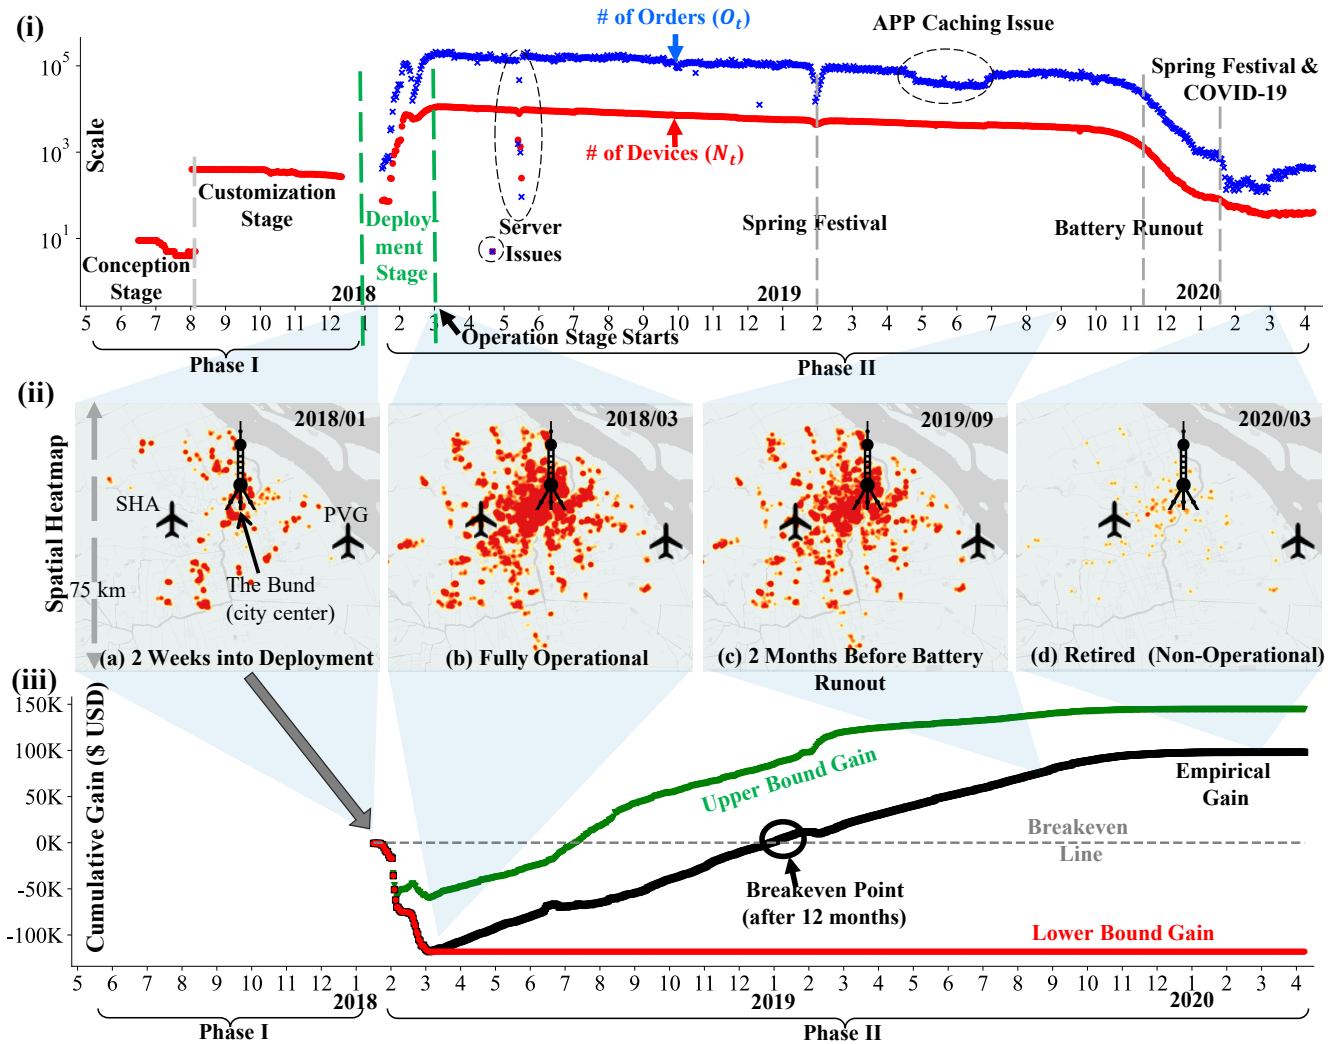 (i)
# of Orders (O_t)
APP Caching Issue
Spring Festival &
COVID-19
Scale
10^5
10^3
10^1
# of Devices (N_t)
Customization
Stage
Conception
Stage
Deploy-
ment
Stage
Server
Issues
Spring Festival
Battery Runout
2018
2019
2020
5 6 7 8 9 10 11 12 1 2 3 4 5 6 7 8 9 10 11 12 1 2 3 4 5 6 7 8 9 10 11 12 1 2 3 4
Operation Stage Starts
Phase I
Phase II
(ii)
Spatial Heatmap
75 km
2018/01
SHA
PVG
The Bund
(city center)
(a) 2 Weeks into Deployment
2018/03
(b) Fully Operational
2019/09
(c) 2 Months Before Battery
Runout
2020/03
(d) Retired (Non-Operational)
(iii)
Cumulative Gain ($ USD)
150K
100K
50K
0K
-50K
-100K
Upper Bound Gain
Empirical
Gain
Breakeven
Line
Breakeven Point
(after 12 months)
Lower Bound Gain
5 6 7 8 9 10 11 12 1 2 3 4 5 6 7 8 9 10 11 12 1 2 3 4 5 6 7 8 9 10 11 12 1 2 3 4
2018
2019
2020
Phase I
Phase II